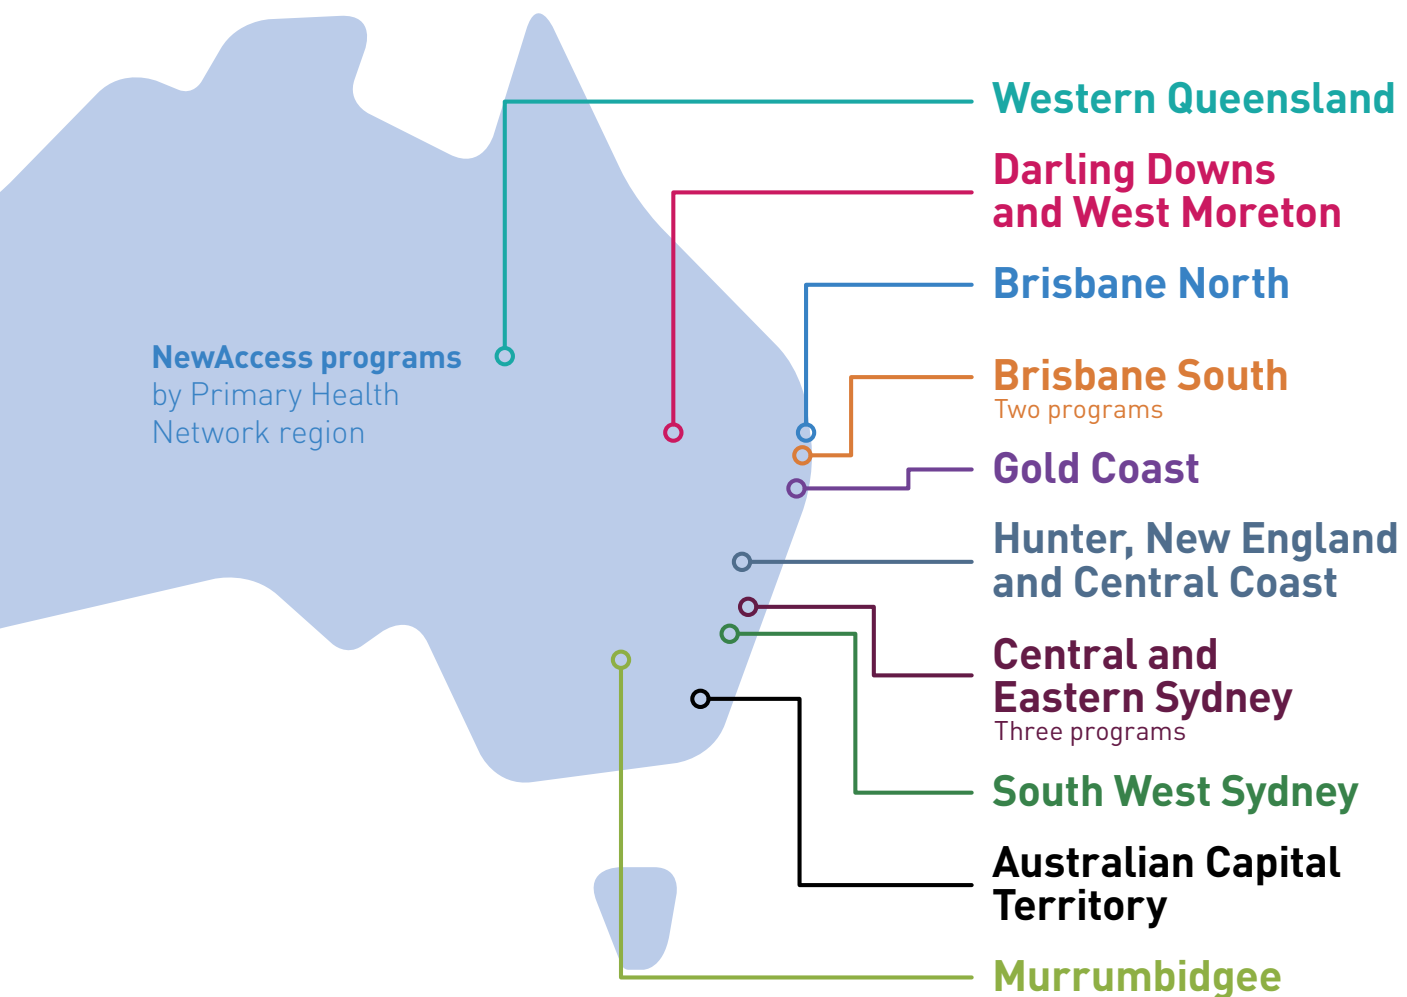 Western Queensland
Darling Downs
and West Moreton
Brisbane North
NewAccess programs
by Primary Health
Network region
Brisbane South
Two programs
Gold Coast
Hunter, New England
and Central Coast
Central and
Eastern Sydney
Three programs
South West Sydney
Australian Capital
Territory
Murrumbidgee